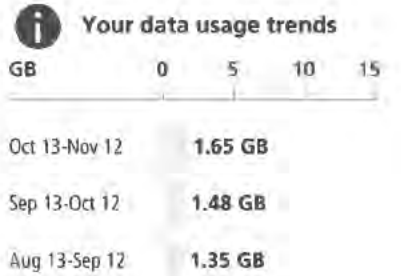 Your data usage trends
GB 0 5 10 15
Oct 13-Nov 12 1.65 GB
Sep 13-Oct 12 1.48 GB
Aug 13-Sep 12 1.35 GB